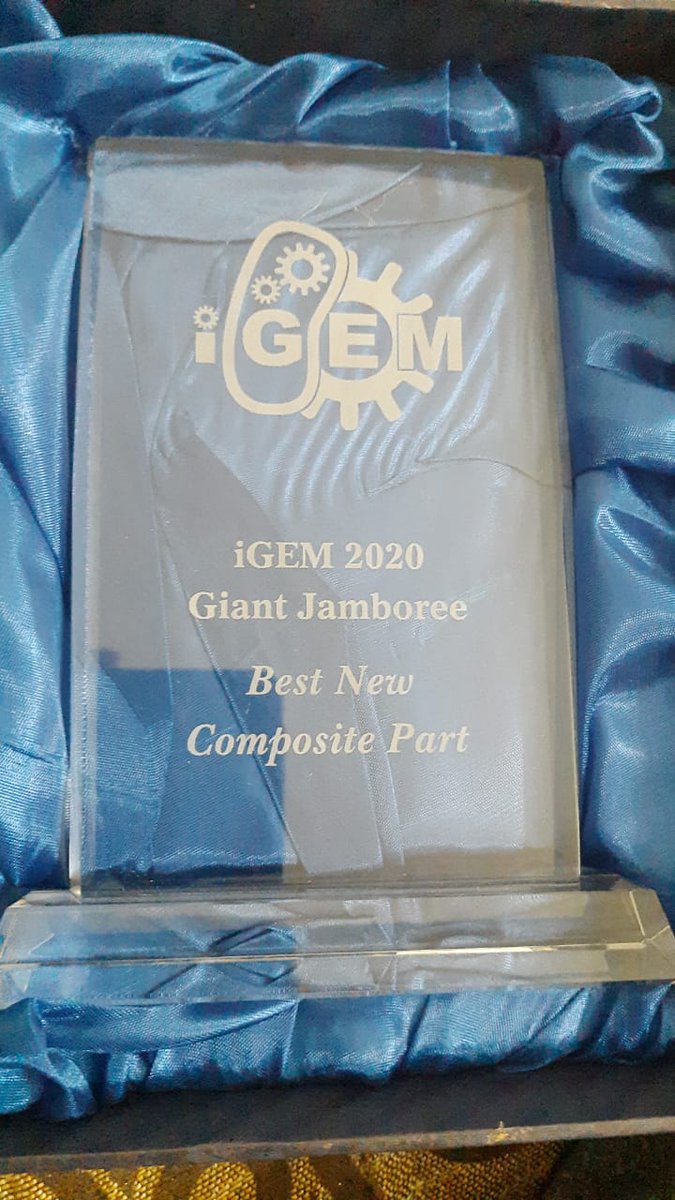 iGEM
iGEM 2020
Giant Jamboree
Best New
Composite Part